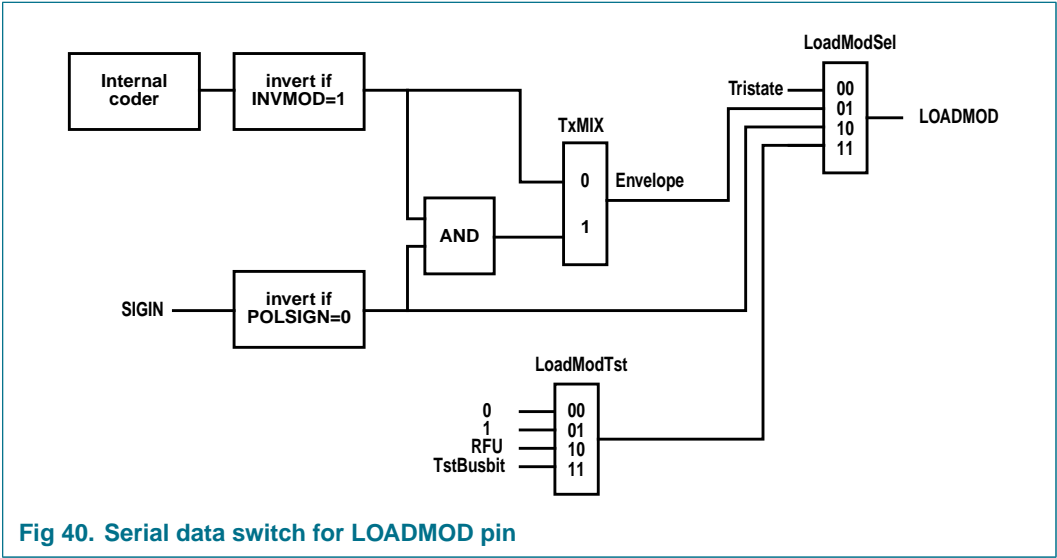 LoadModSel
Internal
coder
invert if
INVMOD=1
Tristate
00
01
10
11
LOADMOD
TxMIX
0
1
Envelope
AND
SIGIN
invert if
POLSIGN=0
LoadModTst
0
1
RFU
TstBusbit
00
01
10
11
Fig 40. Serial data switch for LOADMOD pin